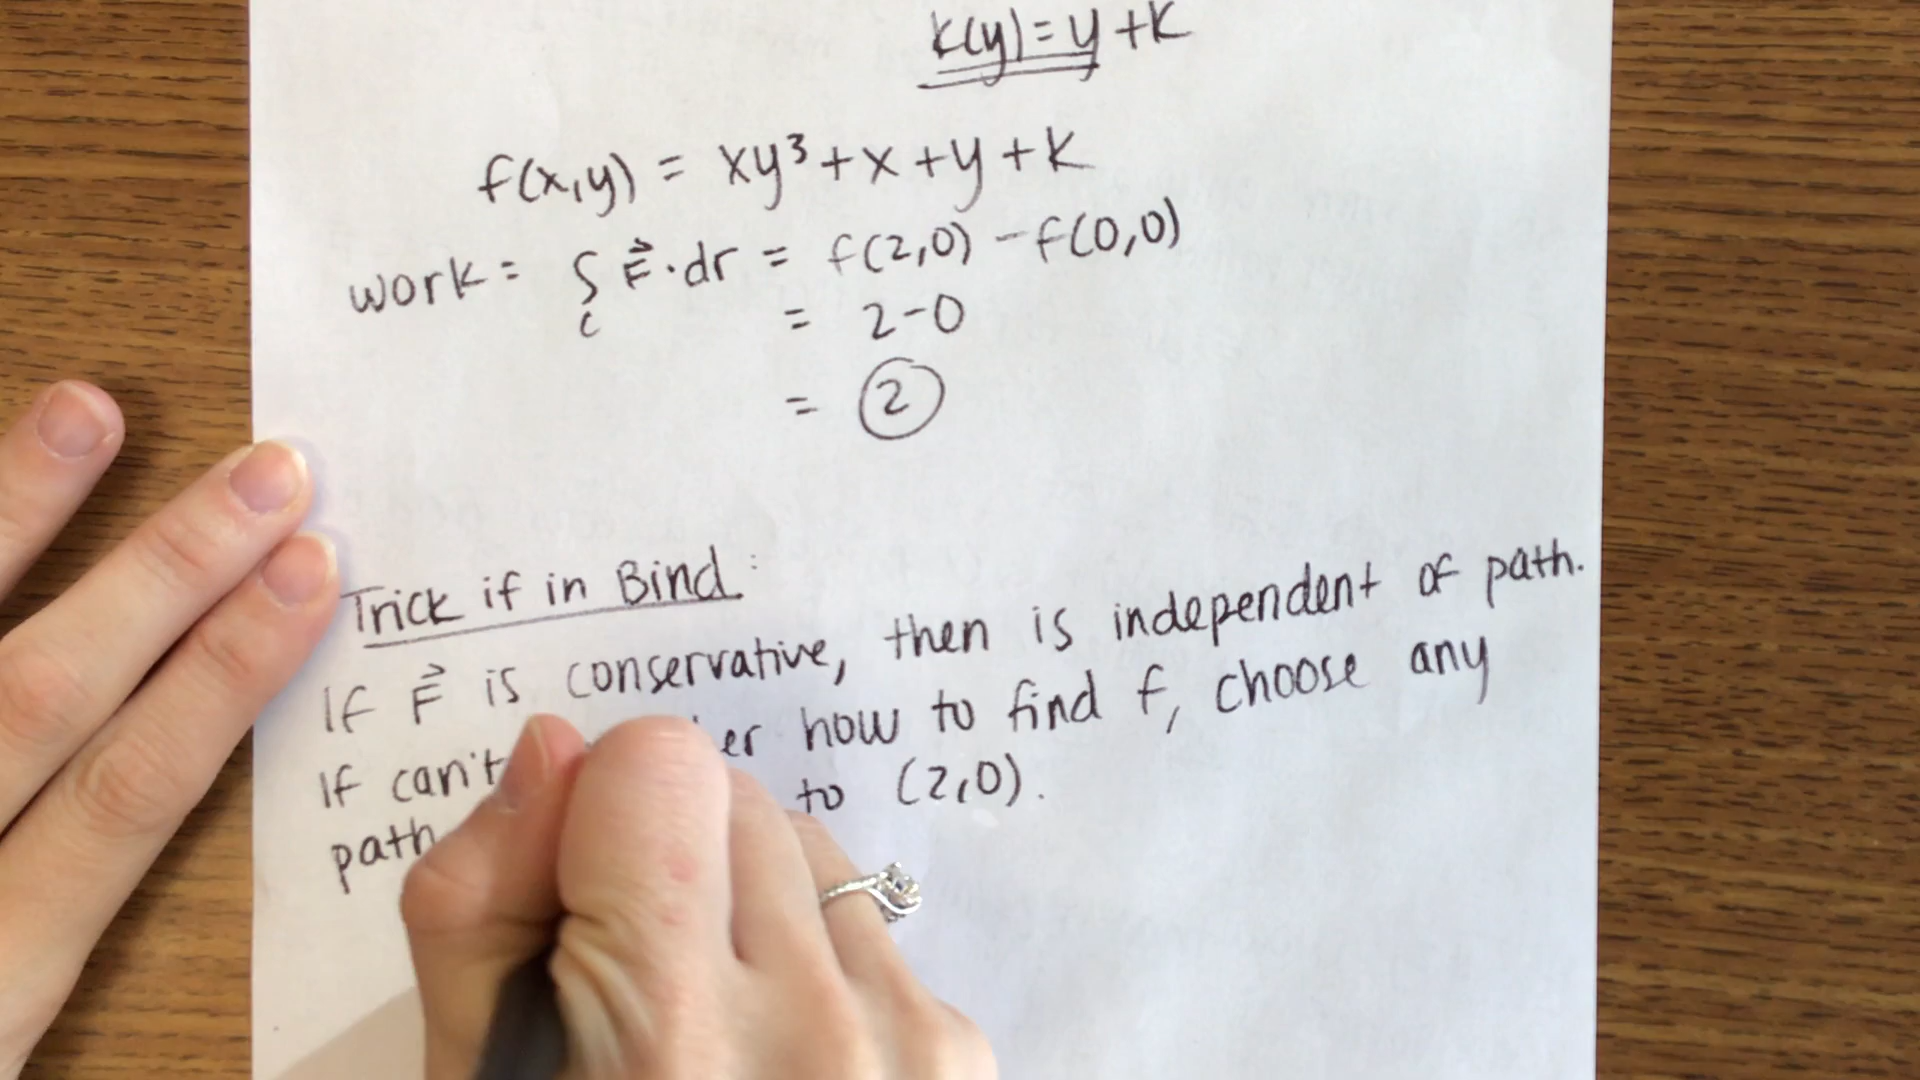 k(y) = y + K
f(x,y) = xy³ + x + y + K
work = ∫ F⃗ · dr = f(2,0) - f(0,0)
C
= 2-0
= 2
Trick if in Bind:
If F⃗ is conservative, then is independent of path.
If can't er how to find f, choose any
path to (2,0).